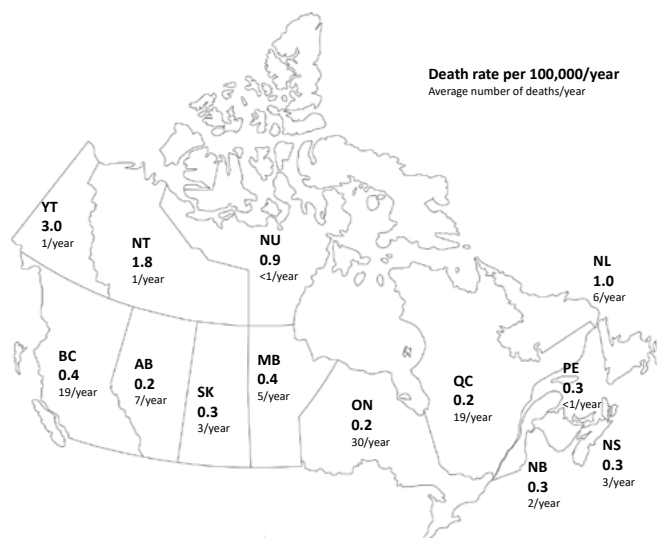 Death rate per 100,000/year
Average number of deaths/year
YT
3.0
1/year
NT
1.8
1/year
NU
0.9
<1/year
NL
1.0
6/year
BC
0.4
19/year
AB
0.2
7/year
SK
0.3
3/year
MB
0.4
5/year
ON
0.2
30/year
QC
0.2
19/year
PE
0.3
<1/year
NB
0.3
2/year
NS
0.3
3/year